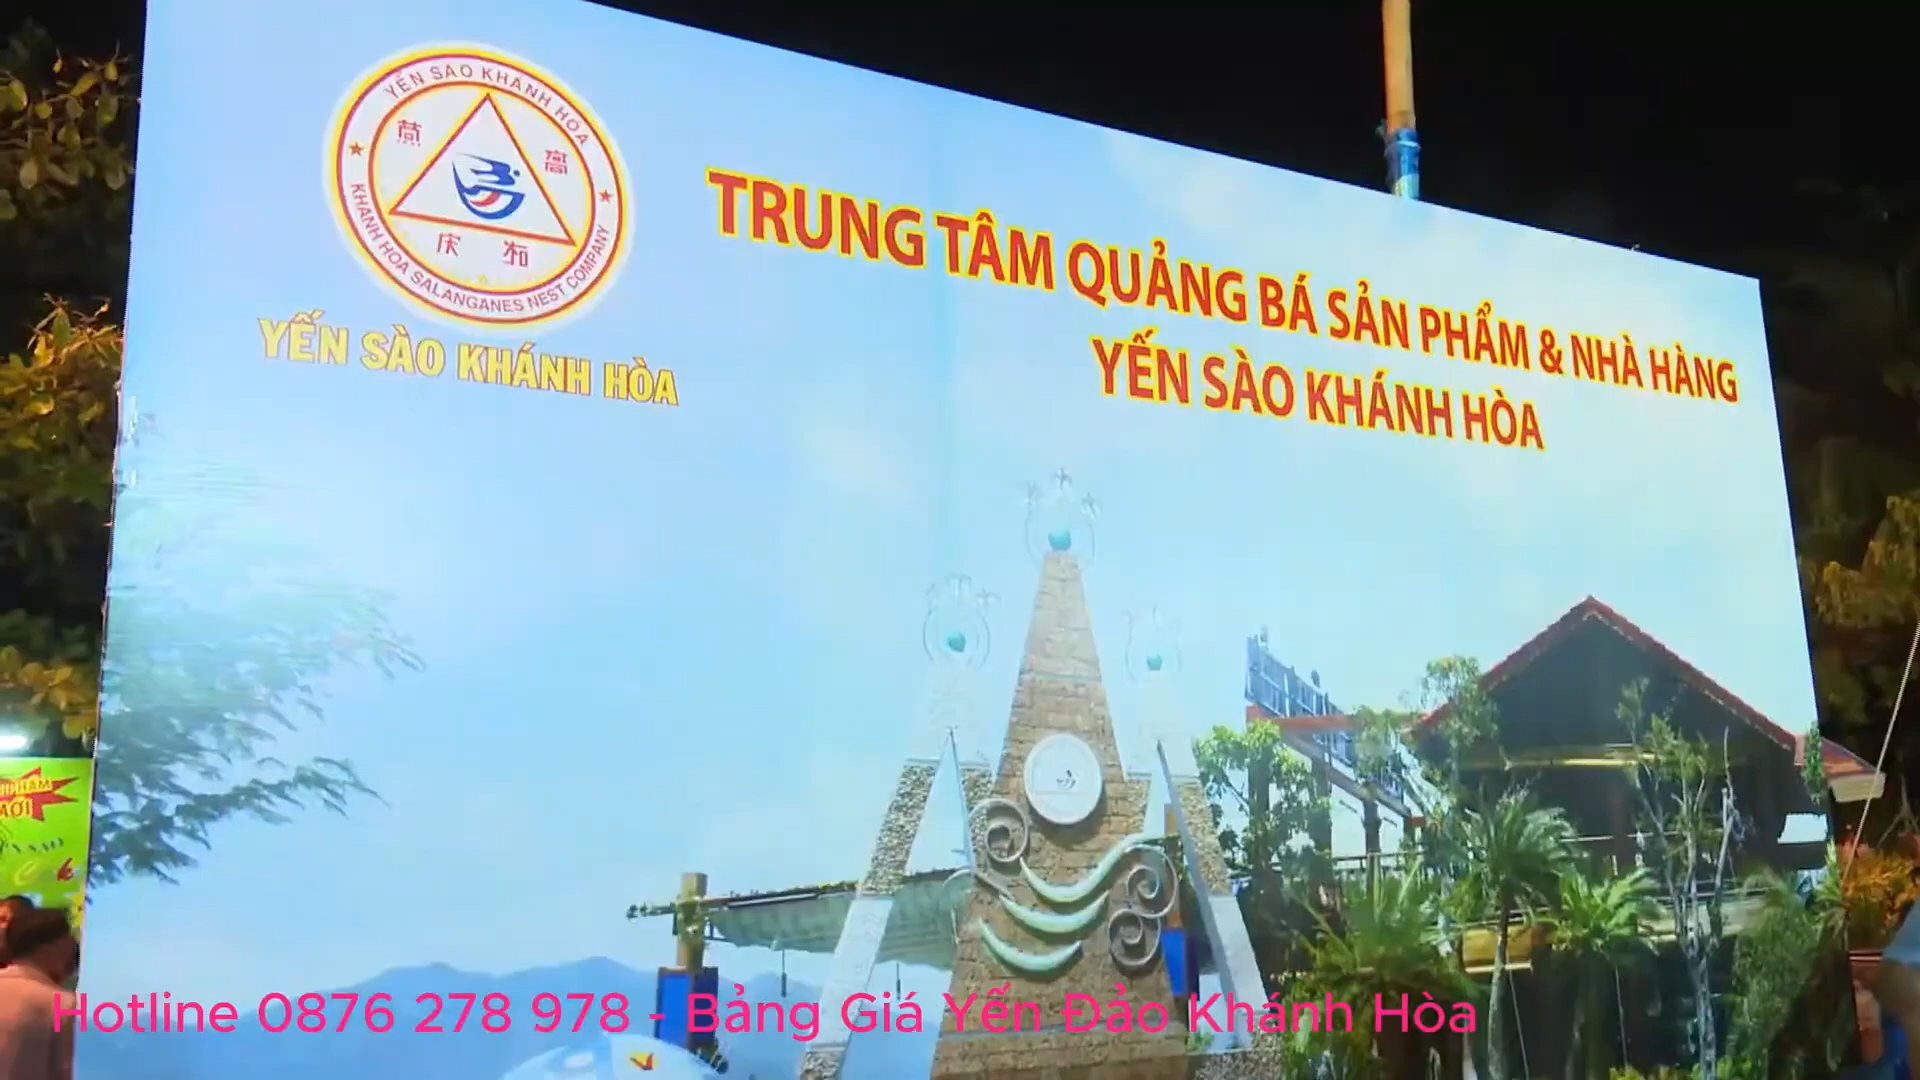 YẾN SÀO KHÁNH HÒA
KHANH HOA SALANGANES NEST COMPANY
YẾN SÀO KHÁNH HÒA
TRUNG TÂM QUẢNG BÁ SẢN PHẨM & NHÀ HÀNG
YẾN SÀO KHÁNH HÒA
Hotline 0876 278 978 - Bảng Giá Yến Đảo Khánh Hòa